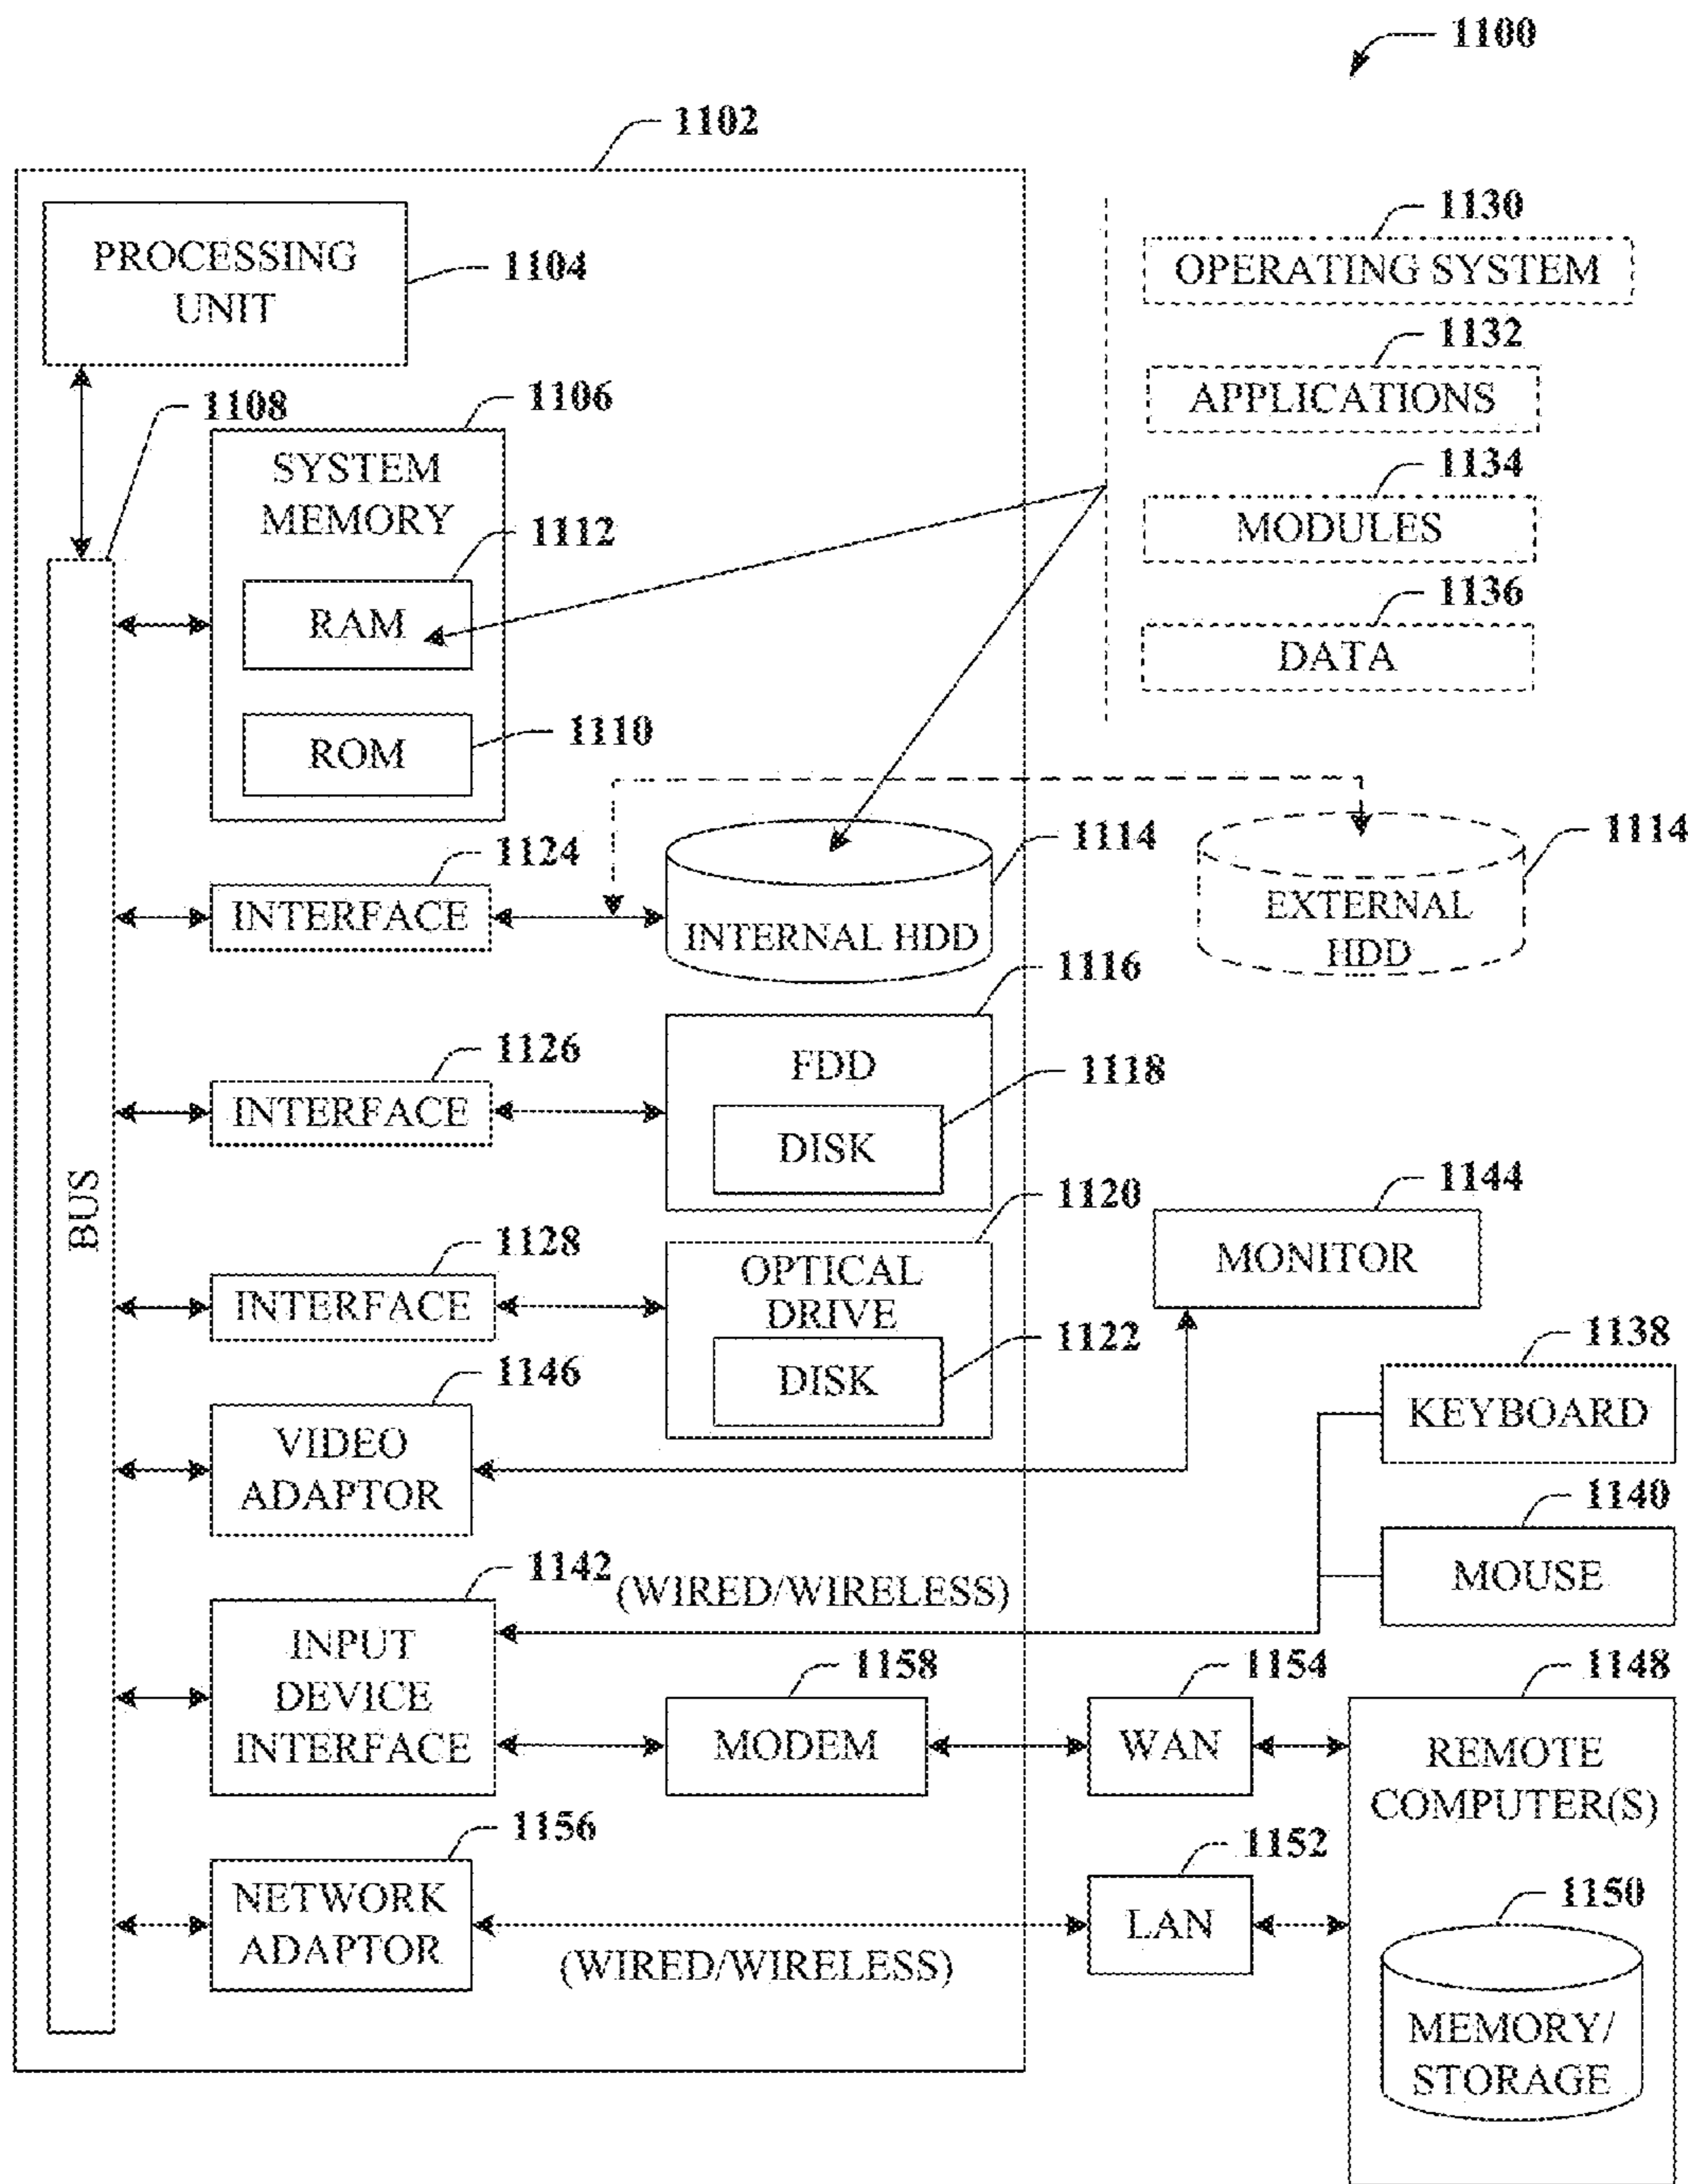 1100
1102
PROCESSING
UNIT
1104
1130
OPERATING SYSTEM
1132
APPLICATIONS
1134
MODULES
1136
DATA
1108
1106
SYSTEM
MEMORY
1112
RAM
1110
ROM
BUS
1124
INTERFACE
1114
INTERNAL HDD
1114
EXTERNAL
HDD
1126
INTERFACE
1116
FDD
1118
DISK
1128
INTERFACE
1120
OPTICAL
DRIVE
1122
DISK
1144
MONITOR
1146
VIDEO
ADAPTOR
1138
KEYBOARD
1140
MOUSE
1142
(WIRED/WIRELESS)
INPUT
DEVICE
INTERFACE
1158
MODEM
1154
WAN
1148
REMOTE
COMPUTER(S)
1156
NETWORK
ADAPTOR
(WIRED/WIRELESS)
1152
LAN
1150
MEMORY/
STORAGE